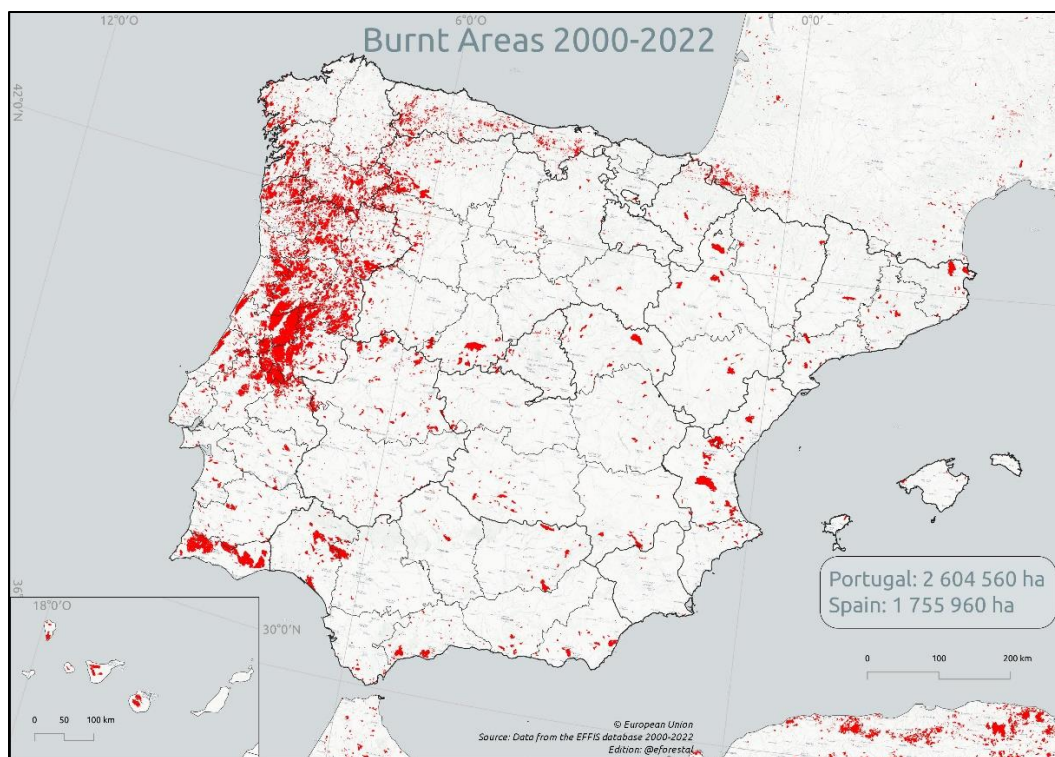 12°0'O
6°0'O
0°0'
Burnt Areas 2000-2022
42°0'N
Portugal: 2 604 560 ha
Spain: 1 755 960 ha
36°
18°0'O
30°0'N
0 100 200 km
0 50 100 km
© European Union
Source: Data from the EFFIS database 2000-2022
Edition: @eforestal